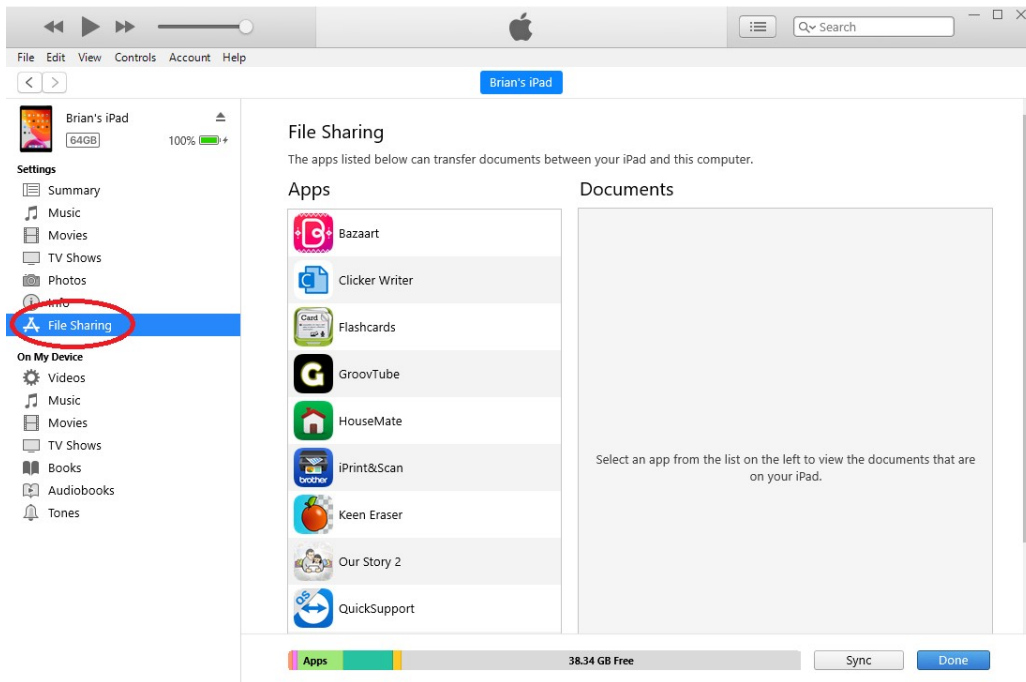 Search
File Edit View Controls Account Help
Brian's iPad
Brian's iPad
64GB 100%
Settings
Summary
Music
Movies
TV Shows
Photos
Info
File Sharing
On My Device
Videos
Music
Movies
TV Shows
Books
Audiobooks
Tones
File Sharing
The apps listed below can transfer documents between your iPad and this computer.
Apps
Bazaart
Clicker Writer
Card
Flashcards
GroovTube
HouseMate
brother
iPrint&Scan
Keen Eraser
Our Story 2
QS
QuickSupport
Documents
Select an app from the list on the left to view the documents that are
on your iPad.
Apps 38.34 GB Free Sync Done